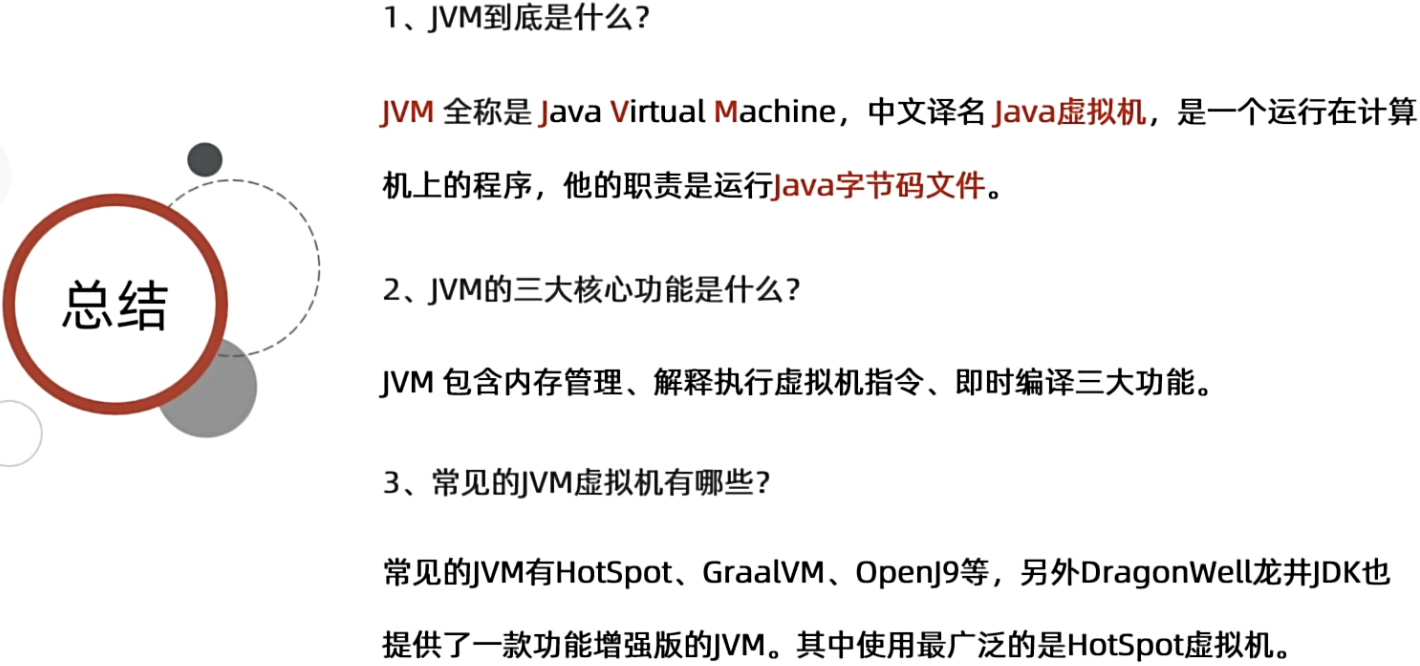 总结
1、JVM到底是什么？
JVM 全称是 Java Virtual Machine，中文译名 Java虚拟机，是一个运行在计算
机上的程序，他的职责是运行Java字节码文件。
2、JVM的三大核心功能是什么？
JVM 包含内存管理、解释执行虚拟机指令、即时编译三大功能。
3、常见的JVM虚拟机有哪些？
常见的JVM有HotSpot、GraalVM、OpenJ9等，另外DragonWell龙井JDK也
提供了一款功能增强版的JVM。其中使用最广泛的是HotSpot虚拟机。